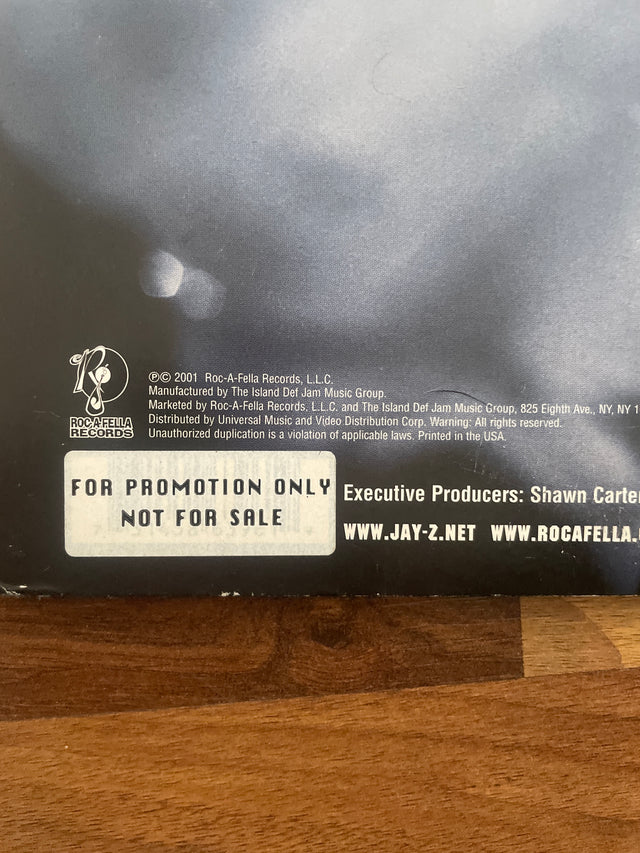 ROC-A-FELLA
RECORDS
℗© 2001 Roc-A-Fella Records, L.L.C.
Manufactured by The Island Def Jam Music Group.
Marketed by Roc-A-Fella Records, L.L.C. and The Island Def Jam Music Group, 825 Eighth Ave., NY, NY 1
Distributed by Universal Music and Video Distribution Corp. Warning: All rights reserved.
Unauthorized duplication is a violation of applicable laws. Printed in the USA.
FOR PROMOTION ONLY
NOT FOR SALE
Executive Producers: Shawn Carter
WWW.JAY-Z.NET WWW.ROCAFELLA.